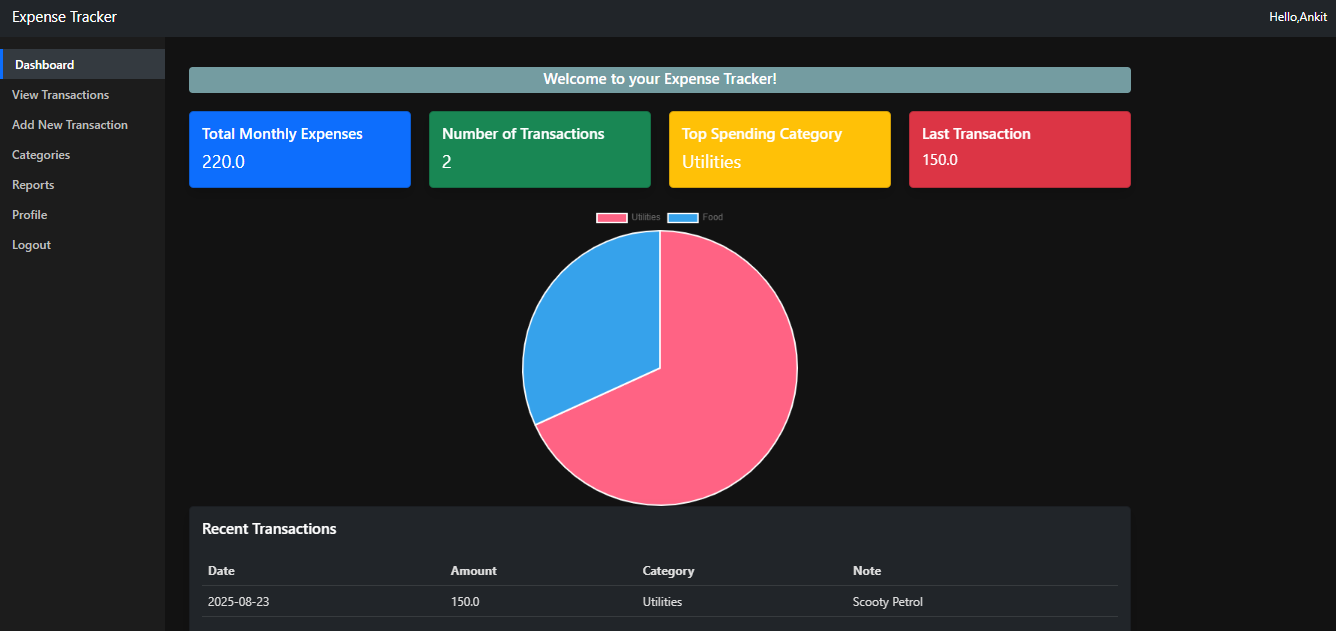 Expense Tracker
Hello,Ankit
Dashboard
View Transactions
Add New Transaction
Categories
Reports
Profile
Logout
Welcome to your Expense Tracker!
Total Monthly Expenses
220.0
Number of Transactions
2
Top Spending Category
Utilities
Last Transaction
150.0
Utilities Food
Recent Transactions
Date Amount Category Note
2025-08-23 150.0 Utilities Scooty Petrol